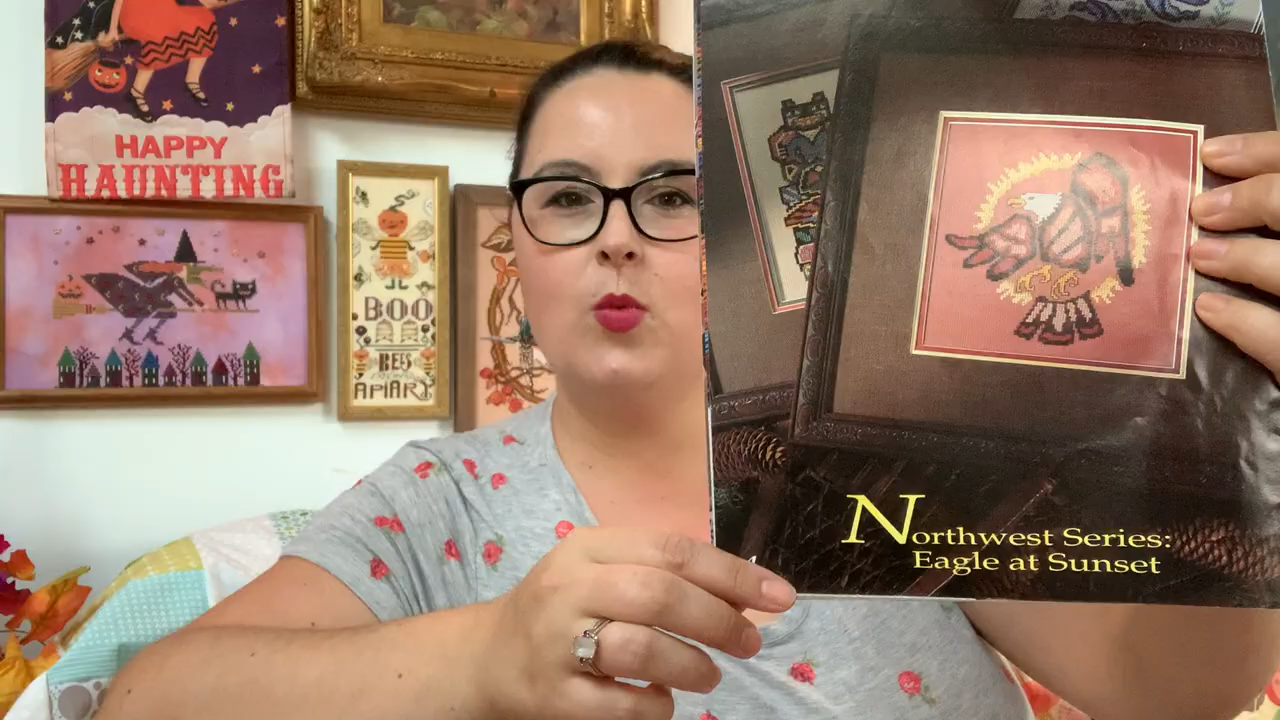 HAPPY
HAUNTING
BOO
BEES
APIARY
Northwest Series:
Eagle at Sunset